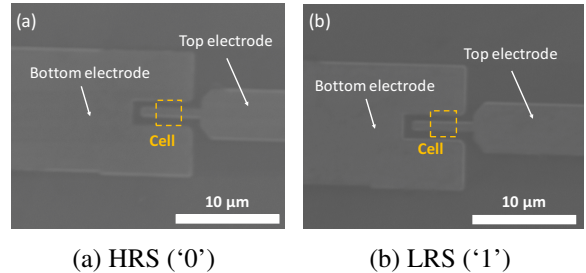 (a)
Top electrode
Bottom electrode
Cell
10 μm
(b)
Top electrode
Bottom electrode
Cell
10 μm
(a) HRS (‘0’)
(b) LRS (‘1’)